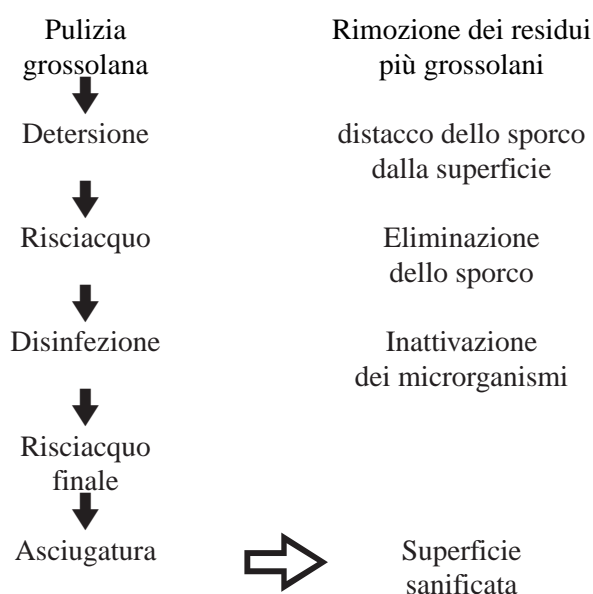 Pulizia
grossolana
Rimozione dei residui
più grossolani
Detersione
distacco dello sporco
dalla superficie
Risciacquo
Eliminazione
dello sporco
Disinfezione
Inattivazione
dei microrganismi
Risciacquo
finale
Asciugatura
Superficie
sanificata